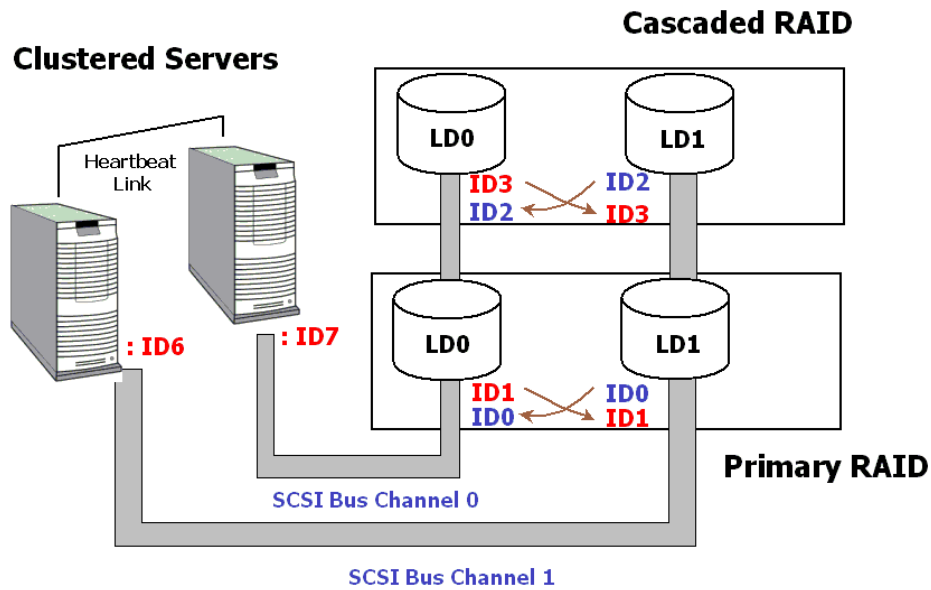 Cascaded RAID
Clustered Servers
Heartbeat
Link
LD0
LD1
ID3
ID2
ID2
ID3
: ID6
: ID7
LD0
LD1
ID1
ID0
ID0
ID1
Primary RAID
SCSI Bus Channel 0
SCSI Bus Channel 1